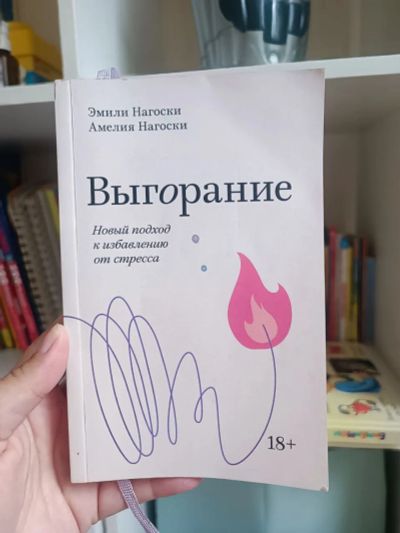 Эмили Нагоски
Амелия Нагоски
Выгорание
Новый подход
к избавлению
от стресса
18+